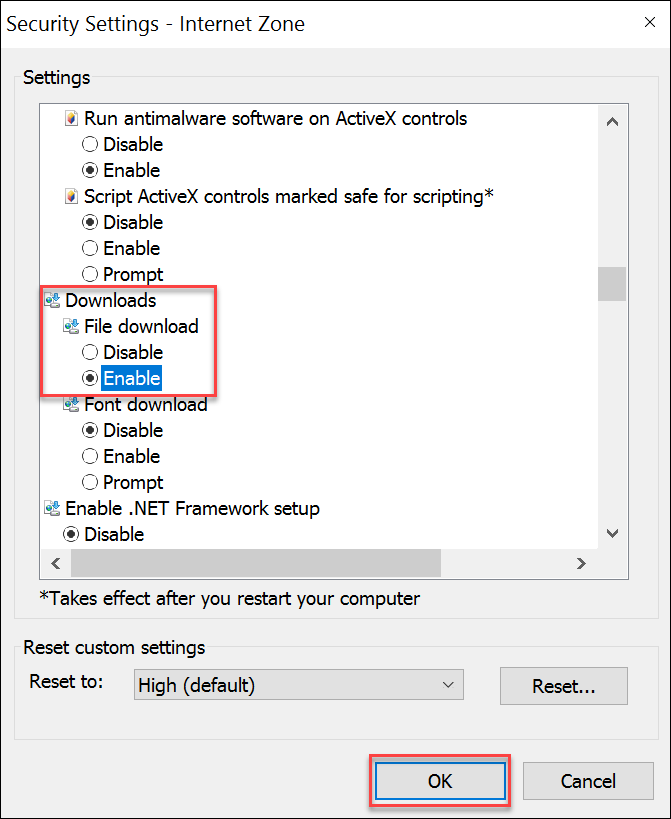 Security Settings - Internet Zone
Settings
Run antimalware software on ActiveX controls
Disable
Enable
Script ActiveX controls marked safe for scripting*
Disable
Enable
Prompt
Downloads
File download
Disable
Enable
Font download
Disable
Enable
Prompt
Enable .NET Framework setup
Disable
*Takes effect after you restart your computer
Reset custom settings
Reset to: High (default) Reset...
OK Cancel